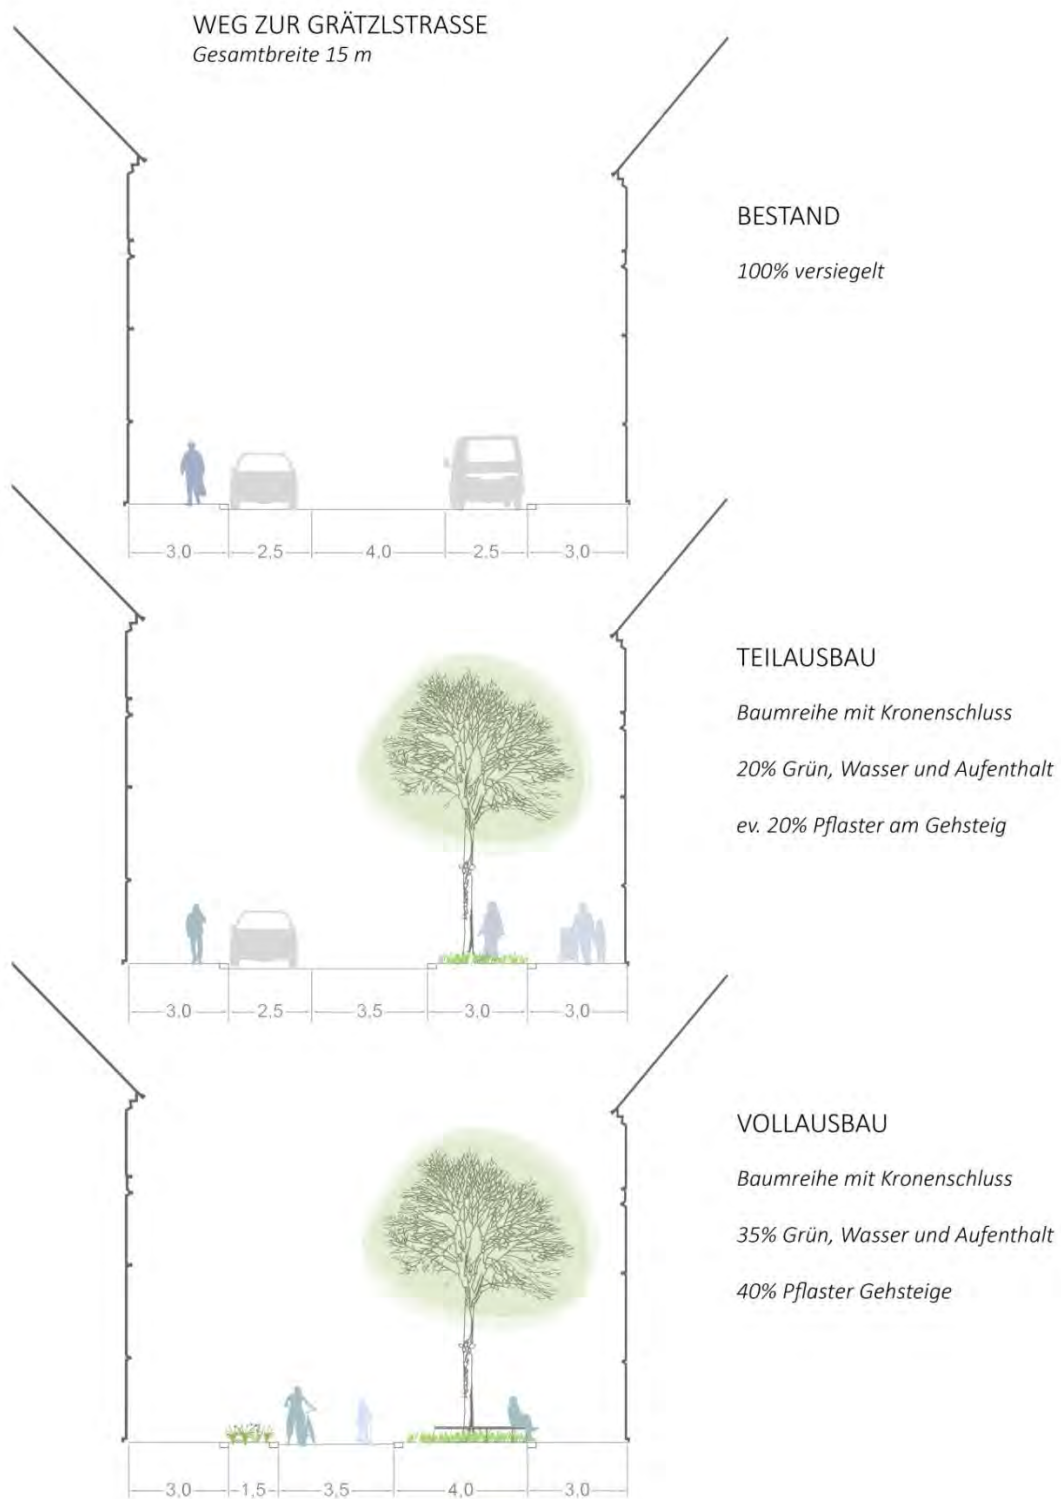 WEG ZUR GRÄTZLSTRASSE
Gesamtbreite 15 m
BESTAND
100% versiegelt
3,0 2,5 4,0 2,5 3,0
TEILAUSBAU
Baumreihe mit Kronenschluss
20% Grün, Wasser und Aufenthalt
ev. 20% Pflaster am Gehsteig
3,0 2,5 3,5 3,0 3,0
VOLLAUSBAU
Baumreihe mit Kronenschluss
35% Grün, Wasser und Aufenthalt
40% Pflaster Gehsteige
3,0 1,5 3,5 4,0 3,0